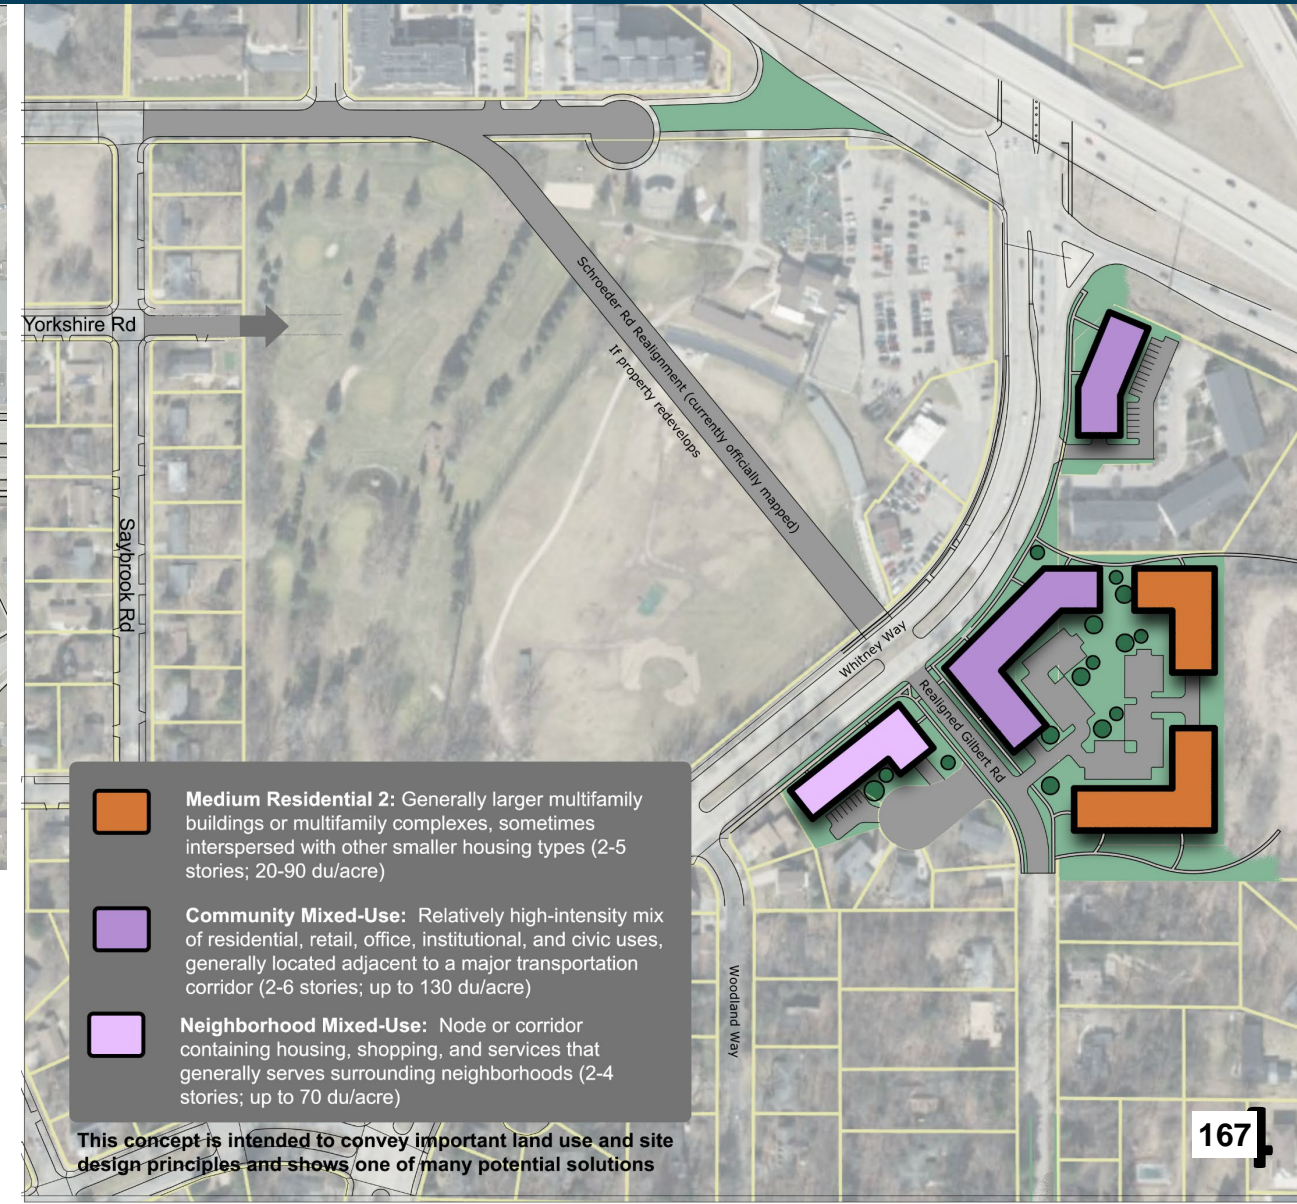 Yorkshire Rd
Schroeder Rd Realignment (currently officially mapped)
If property redevelops
Saybrook Rd
Whitney Way
Realigned Gilbert Rd
Medium Residential 2: Generally larger multifamily
buildings or multifamily complexes, sometimes
interspersed with other smaller housing types (2-5
stories; 20-90 du/acre)
Community Mixed-Use: Relatively high-intensity mix
of residential, retail, office, institutional, and civic uses,
generally located adjacent to a major transportation
corridor (2-6 stories; up to 130 du/acre)
Neighborhood Mixed-Use: Node or corridor
containing housing, shopping, and services that
generally serves surrounding neighborhoods (2-4
stories; up to 70 du/acre)
Woodland Way
This concept is intended to convey important land use and site
design principles and shows one of many potential solutions
167